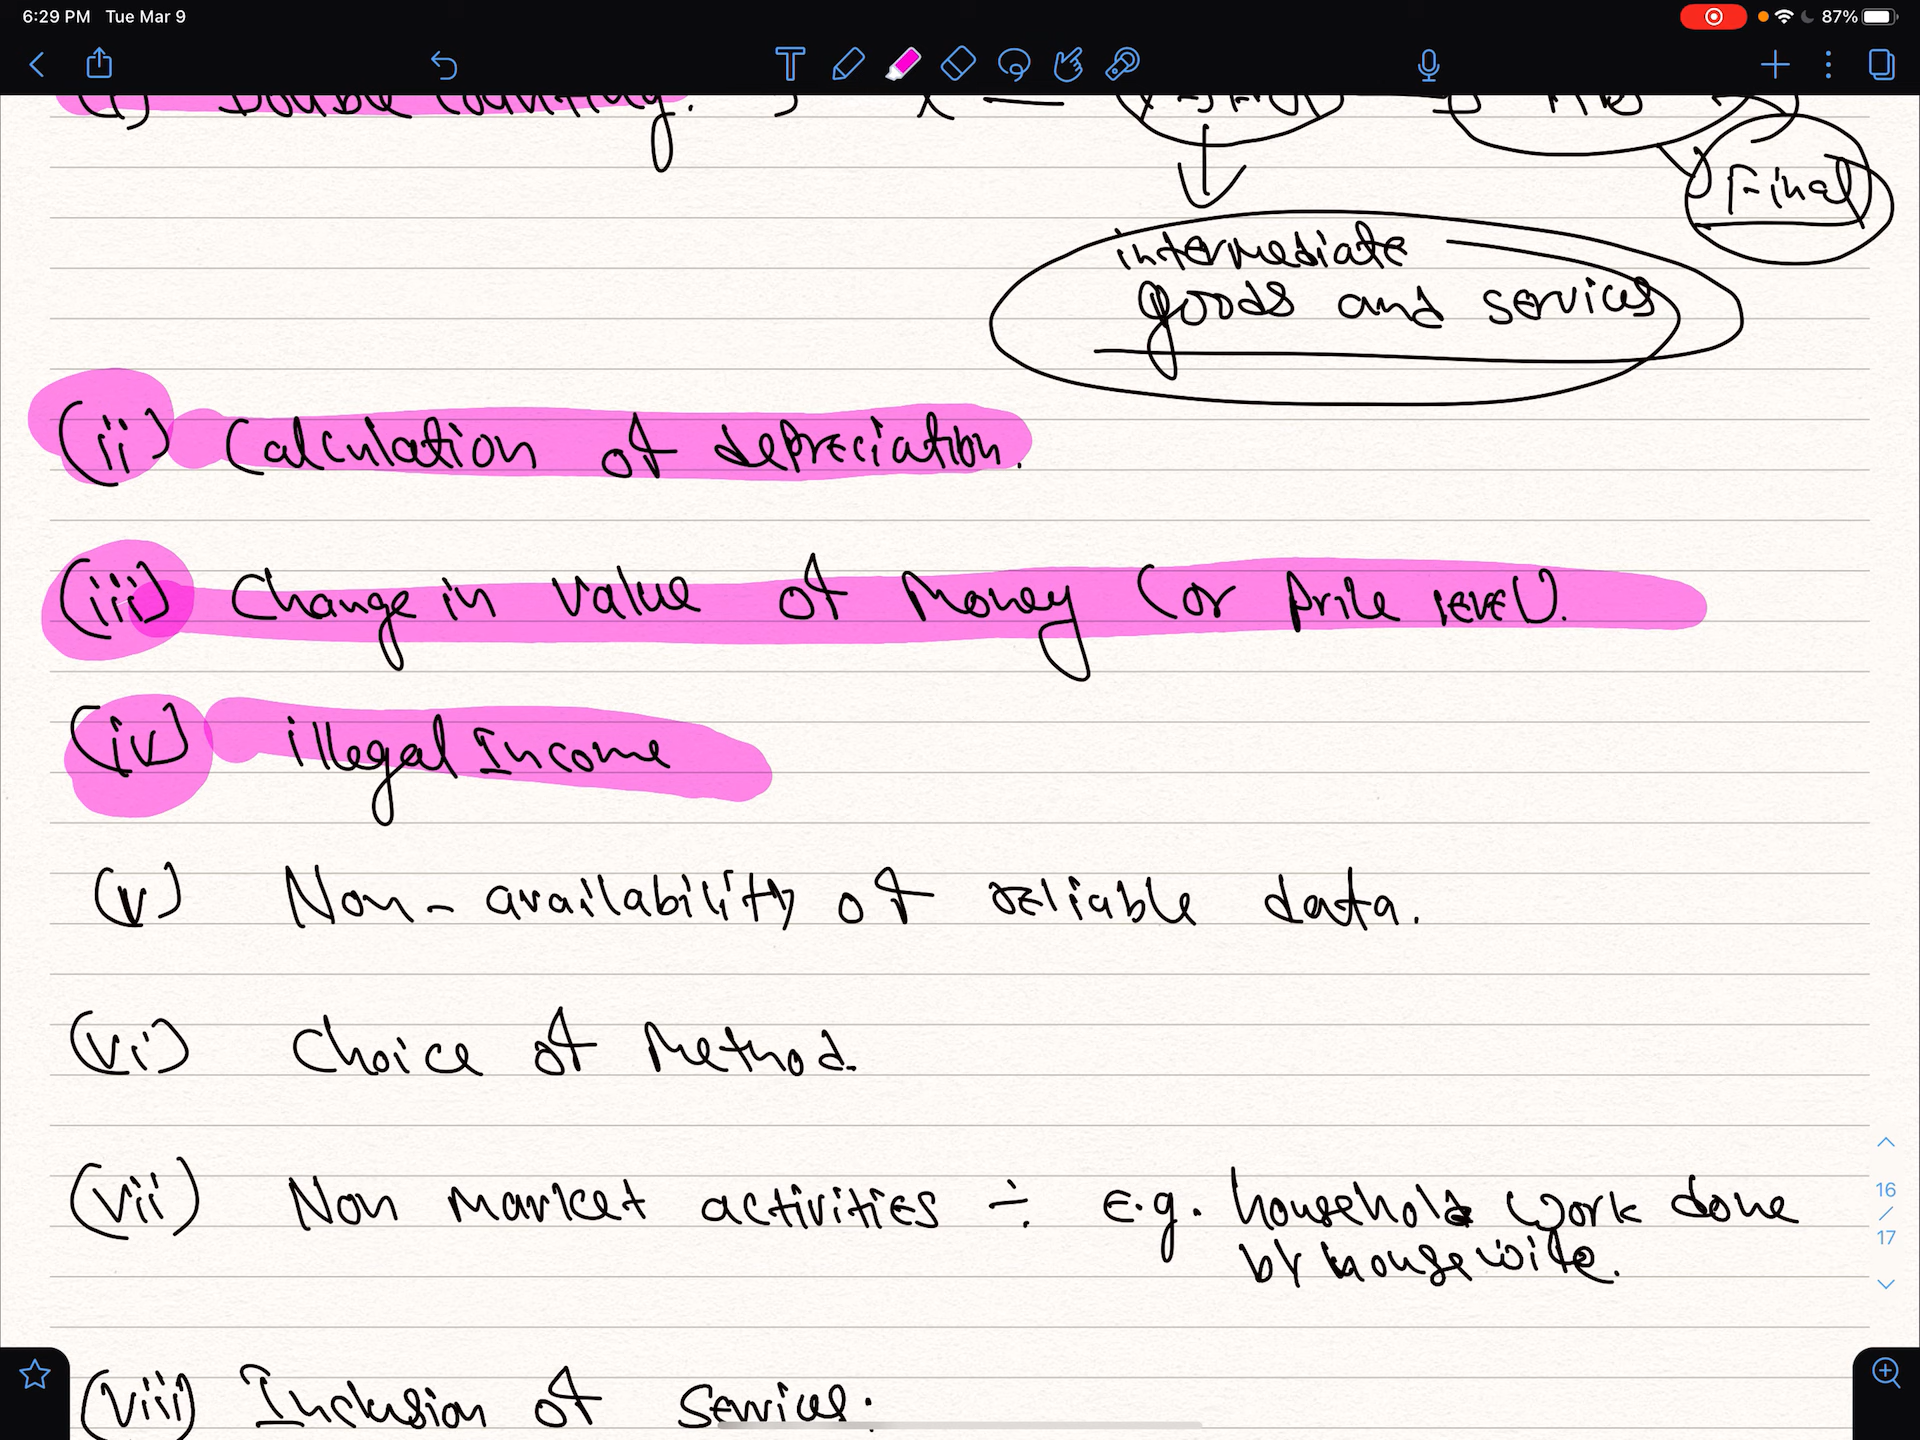 6:29 PM Tue Mar 9
87%
(i) Double counting.
Final
intermediate
goods and services
(ii) Calculation of depreciation.
(iii) Change in value of Money (or Price level).
(iv) illegal Income
(v) Non-availability of reliable data.
(vi) Choice of Method.
(vii) Non market activities ÷ E.g. household work done
by housewife.
16
/
17
(viii) Inclusion of Services.